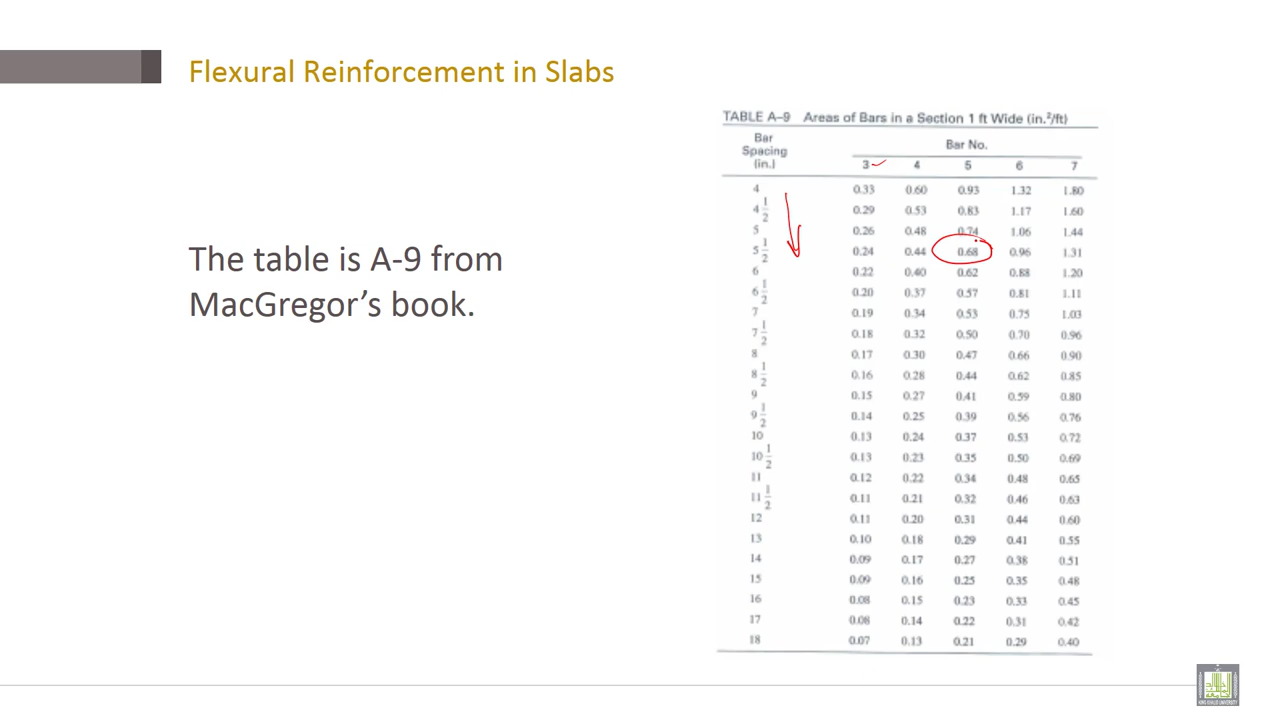 Flexural Reinforcement in Slabs
The table is A-9 from
MacGregor's book.
TABLE A–9 Areas of Bars in a Section 1 ft Wide (in.²/ft)
Bar
Spacing
(in.)
Bar No.
3 4 5 6 7
4 0.33 0.60 0.93 1.32 1.80
4 1/2 0.29 0.53 0.83 1.17 1.60
5 0.26 0.48 0.74 1.06 1.44
5 1/2 0.24 0.44 0.68 0.96 1.31
6 0.22 0.40 0.62 0.88 1.20
6 1/2 0.20 0.37 0.57 0.81 1.11
7 0.19 0.34 0.53 0.75 1.03
7 1/2 0.18 0.32 0.50 0.70 0.96
8 0.17 0.30 0.47 0.66 0.90
8 1/2 0.16 0.28 0.44 0.62 0.85
9 0.15 0.27 0.41 0.59 0.80
9 1/2 0.14 0.25 0.39 0.56 0.76
10 0.13 0.24 0.37 0.53 0.72
10 1/2 0.13 0.23 0.35 0.50 0.69
11 0.12 0.22 0.34 0.48 0.65
11 1/2 0.11 0.21 0.32 0.46 0.63
12 0.11 0.20 0.31 0.44 0.60
13 0.10 0.18 0.29 0.41 0.55
14 0.09 0.17 0.27 0.38 0.51
15 0.09 0.16 0.25 0.35 0.48
16 0.08 0.15 0.23 0.33 0.45
17 0.08 0.14 0.22 0.31 0.42
18 0.07 0.13 0.21 0.29 0.40
KING KHALID UNIVERSITY